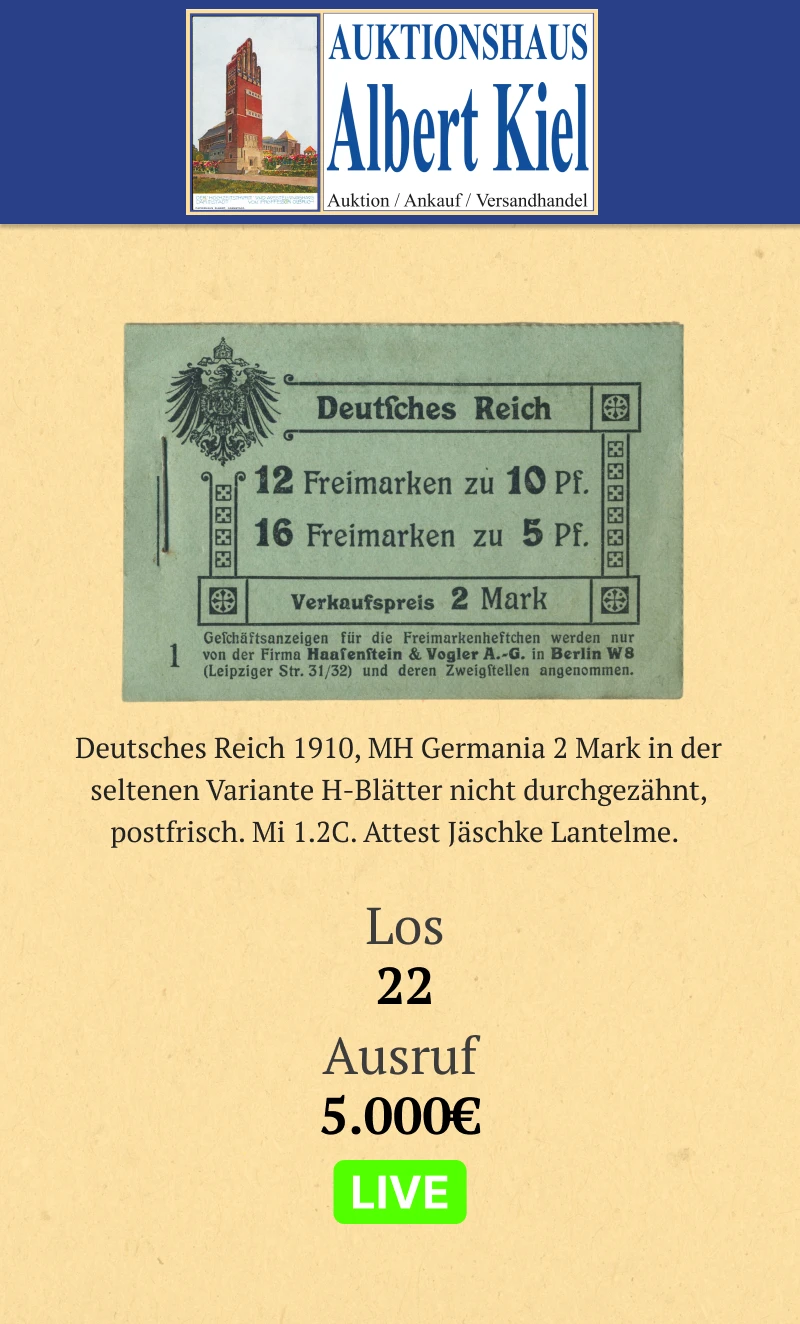 AUKTIONSHAUS
Albert Kiel
Auktion / Ankauf / Versandhandel
Deutſches Reich
12 Freimarken zu 10 Pf.
16 Freimarken zu 5 Pf.
Verkaufspreis 2 Mark
1
Geſchäftsanzeigen für die Freimarkenheftchen werden nur
von der Firma Haaſenſtein & Vogler A.-G. in Berlin W8
(Leipziger Str. 31/32) und deren Zweigſtellen angenommen.
Deutsches Reich 1910, MH Germania 2 Mark in der
seltenen Variante H-Blätter nicht durchgezähnt,
postfrisch. Mi 1.2C. Attest Jäschke Lantelme.
Los
22
Ausruf
5.000€
LIVE